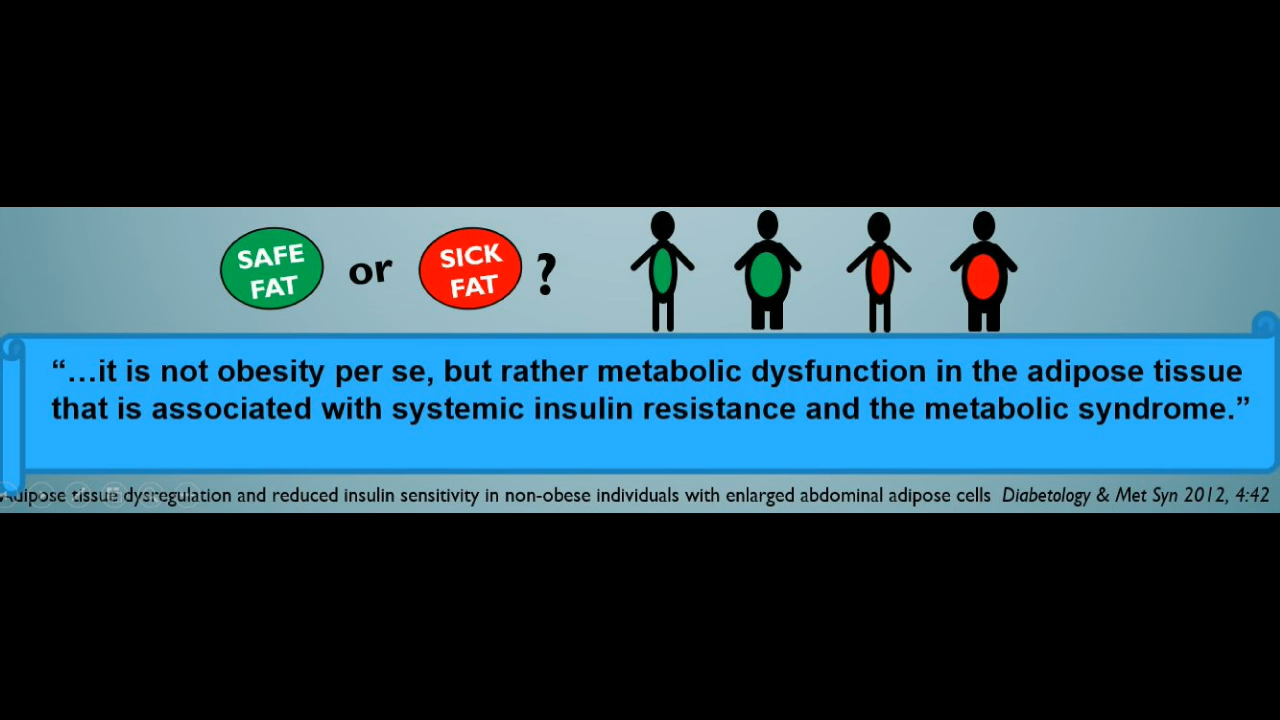 SAFE
FAT
or
SICK
FAT
?
“…it is not obesity per se, but rather metabolic dysfunction in the adipose tissue
that is associated with systemic insulin resistance and the metabolic syndrome.”
Adipose tissue dysregulation and reduced insulin sensitivity in non-obese individuals with enlarged abdominal adipose cells Diabetology & Met Syn 2012, 4:42